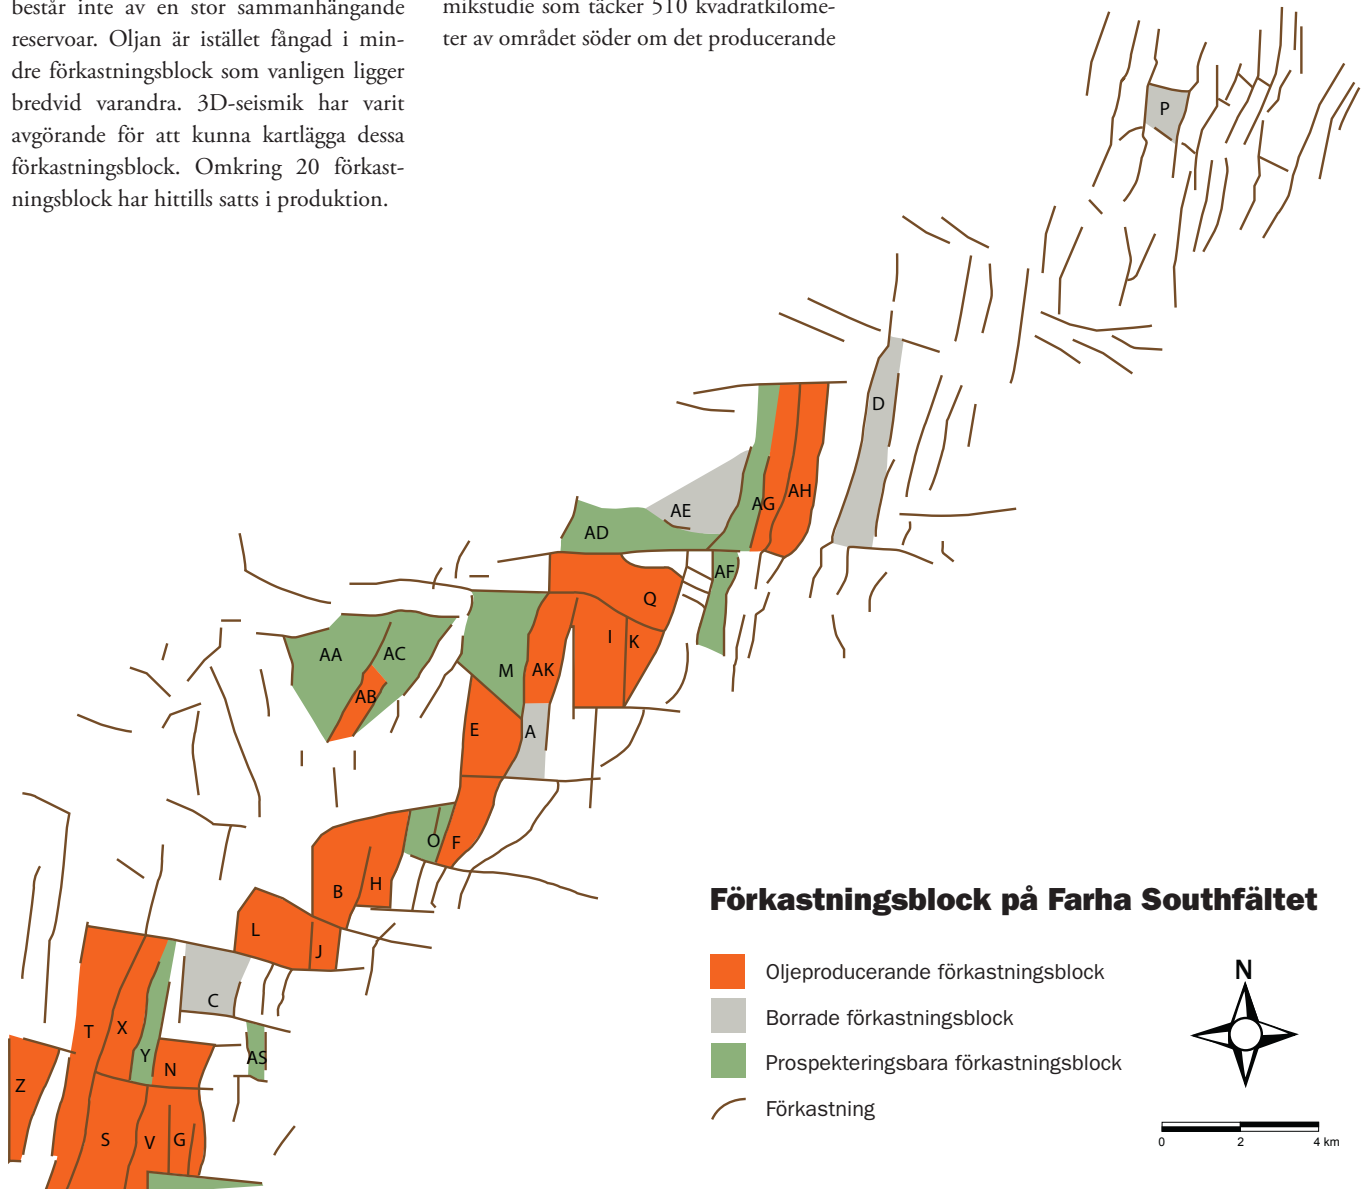 består inte av en stor sammanhängande
reservoar. Oljan är istället fångad i min-
dre förkastningsblock som vanligen ligger
bredvid varandra. 3D-seismik har varit
avgörande för att kunna kartlägga dessa
förkastningsblock. Omkring 20 förkast-
ningsblock har hittills satts i produktion.
mikstudie som täcker 510 kvadratkilome-
ter av området söder om det producerande
P
D
AH
AG
AE
AD
AF
Q
I
K
AA
AC
M
AK
AB
E
A
O
F
H
B
L
J
C
T
X
Y
N
AS
Z
S
V
G
Förkastningsblock på Farha Southfältet
Oljeproducerande förkastningsblock
Borrade förkastningsblock
Prospekteringsbara förkastningsblock
Förkastning
N
0 2 4 km